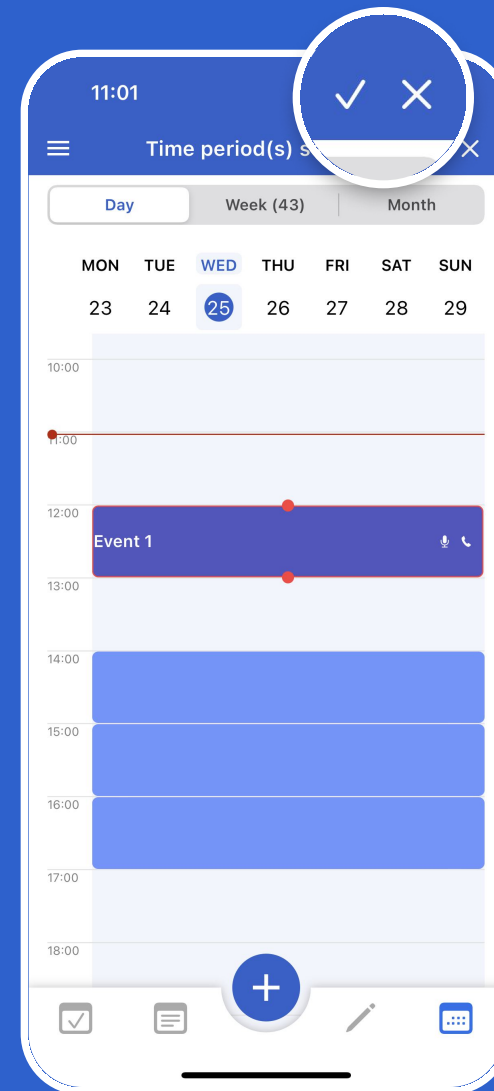 11:01
Time period(s) s
Day Week (43) Month
MON TUE WED THU FRI SAT SUN
23 24 25 26 27 28 29
10:00
11:00
12:00
Event 1
13:00
14:00
15:00
16:00
17:00
18:00